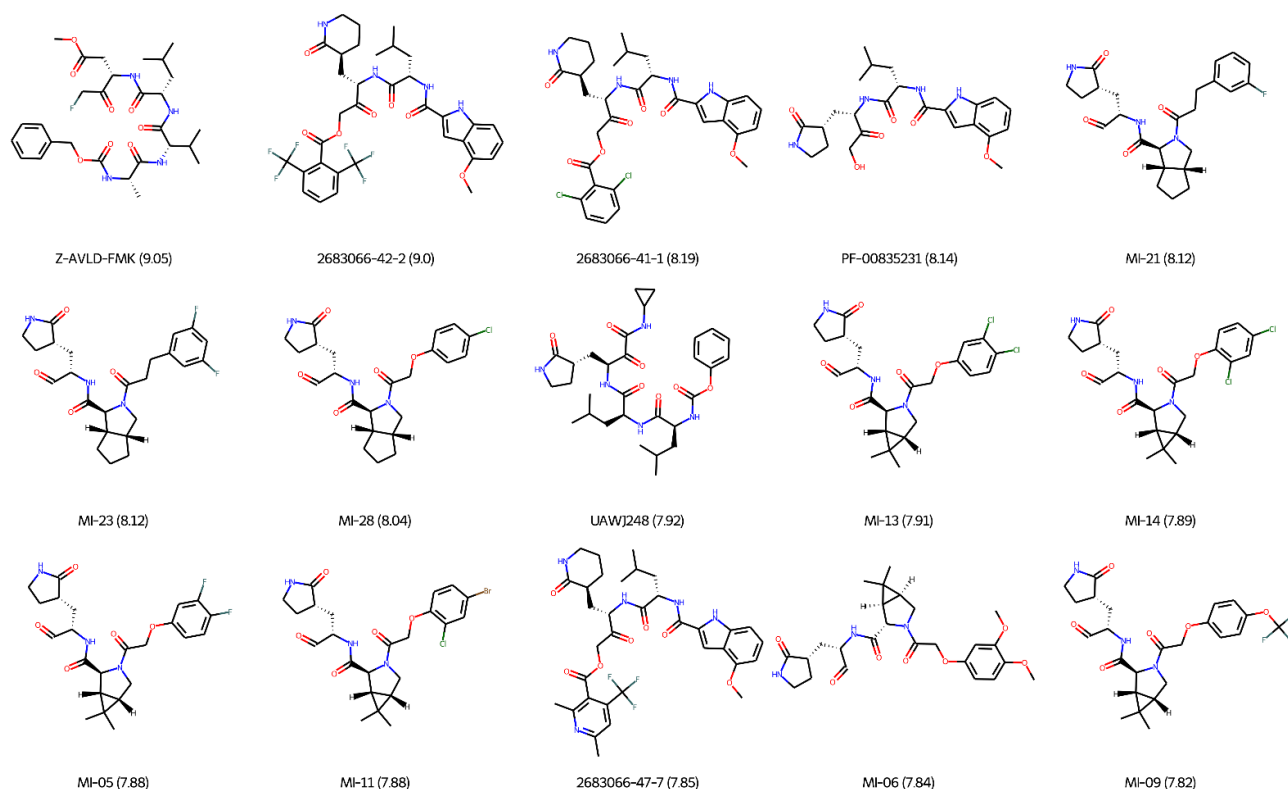 Z-AVLD-FMK (9.05)
2683066-42-2 (9.0)
2683066-41-1 (8.19)
PF-00835231 (8.14)
MI-21 (8.12)
MI-23 (8.12)
MI-28 (8.04)
UAWJ248 (7.92)
MI-13 (7.91)
MI-14 (7.89)
MI-05 (7.88)
MI-11 (7.88)
2683066-47-7 (7.85)
MI-06 (7.84)
MI-09 (7.82)